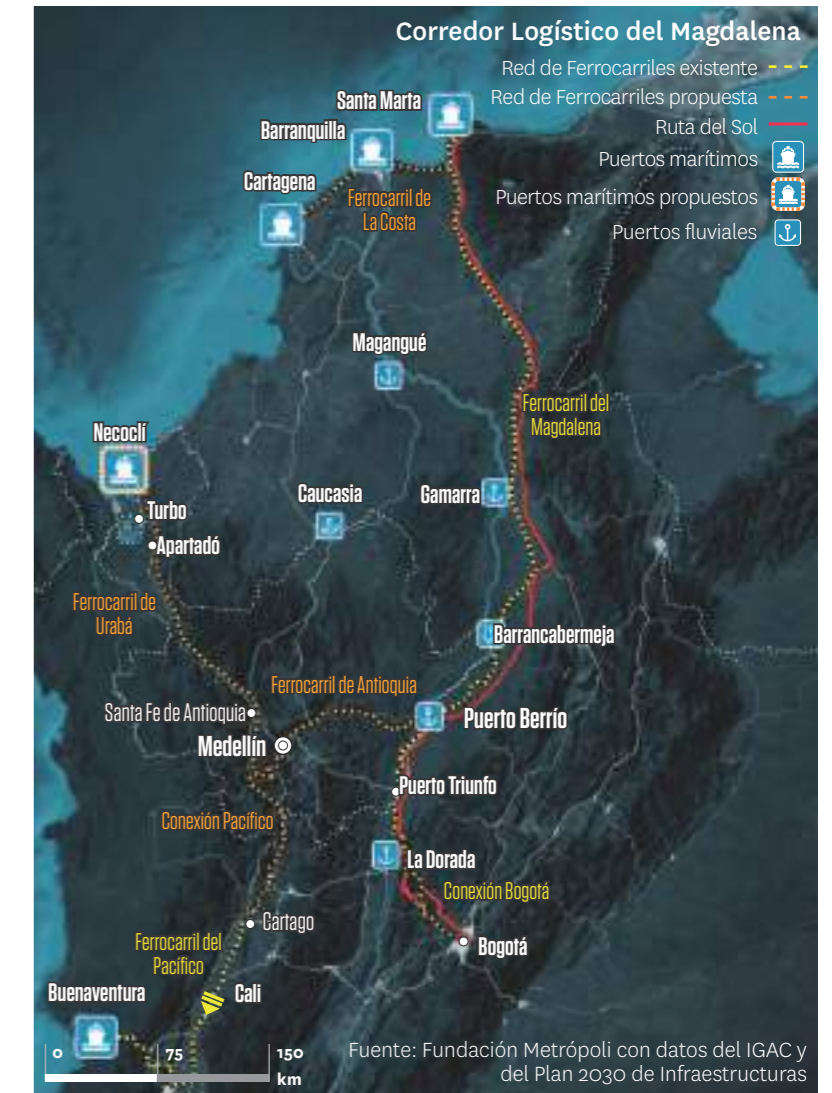 Corredor Logístico del Magdalena
Red de Ferrocarriles existente
Red de Ferrocarriles propuesta
Ruta del Sol
Puertos marítimos
Puertos marítimos propuestos
Puertos fluviales
Santa Marta
Barranquilla
Cartagena
Ferrocarril de
La Costa
Magangué
Ferrocarril del
Magdalena
Necoclí
Caucasia
Gamarra
Turbo
Apartadó
Ferrocarril de
Urabá
Barrancabermeja
Ferrocarril de Antioquia
Santa Fe de Antioquia
Puerto Berrío
Medellín
Puerto Triunfo
Conexión Pacífico
La Dorada
Conexión Bogotá
Cartago
Ferrocarril del
Pacífico
Bogotá
Buenaventura
Cali
0 75 150
km
Fuente: Fundación Metrópoli con datos del IGAC y
del Plan 2030 de Infraestructuras